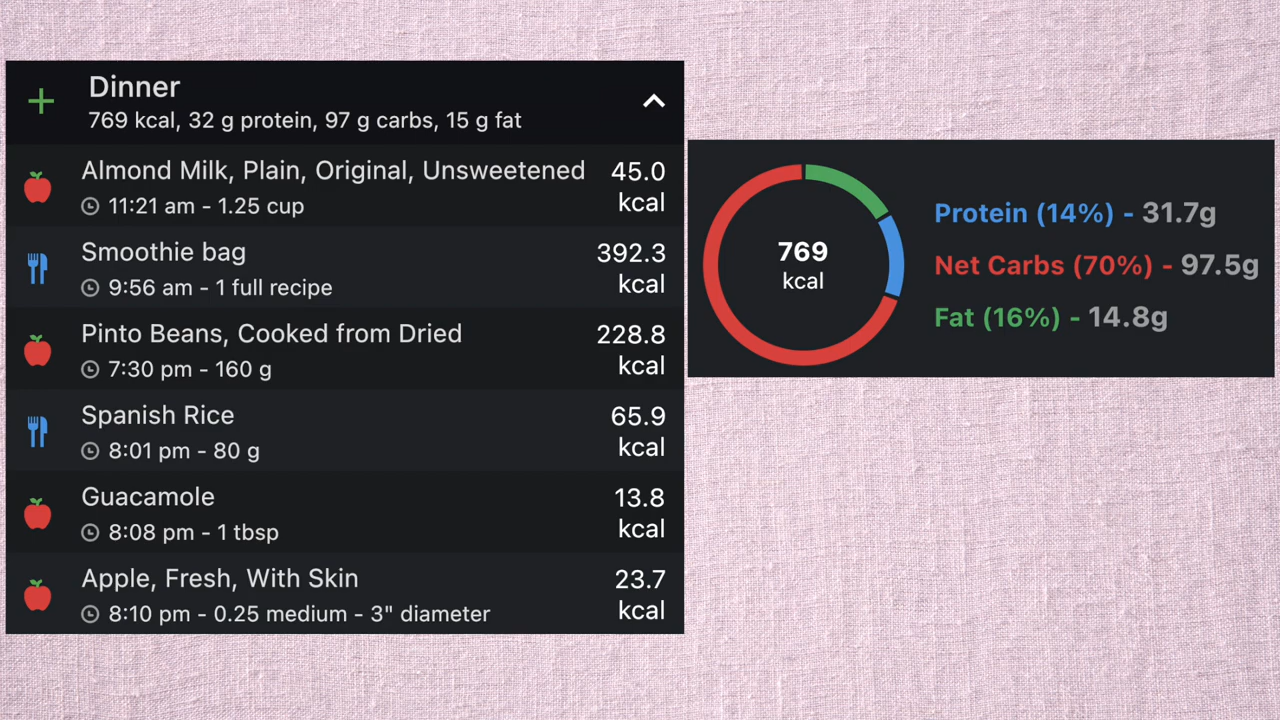 Dinner
769 kcal, 32 g protein, 97 g carbs, 15 g fat
Almond Milk, Plain, Original, Unsweetened 45.0
11:21 am - 1.25 cup kcal
Smoothie bag 392.3
9:56 am - 1 full recipe kcal
Pinto Beans, Cooked from Dried 228.8
7:30 pm - 160 g kcal
Spanish Rice 65.9
8:01 pm - 80 g kcal
Guacamole 13.8
8:08 pm - 1 tbsp kcal
Apple, Fresh, With Skin 23.7
8:10 pm - 0.25 medium - 3" diameter kcal
769
kcal
Protein (14%) - 31.7g
Net Carbs (70%) - 97.5g
Fat (16%) - 14.8g